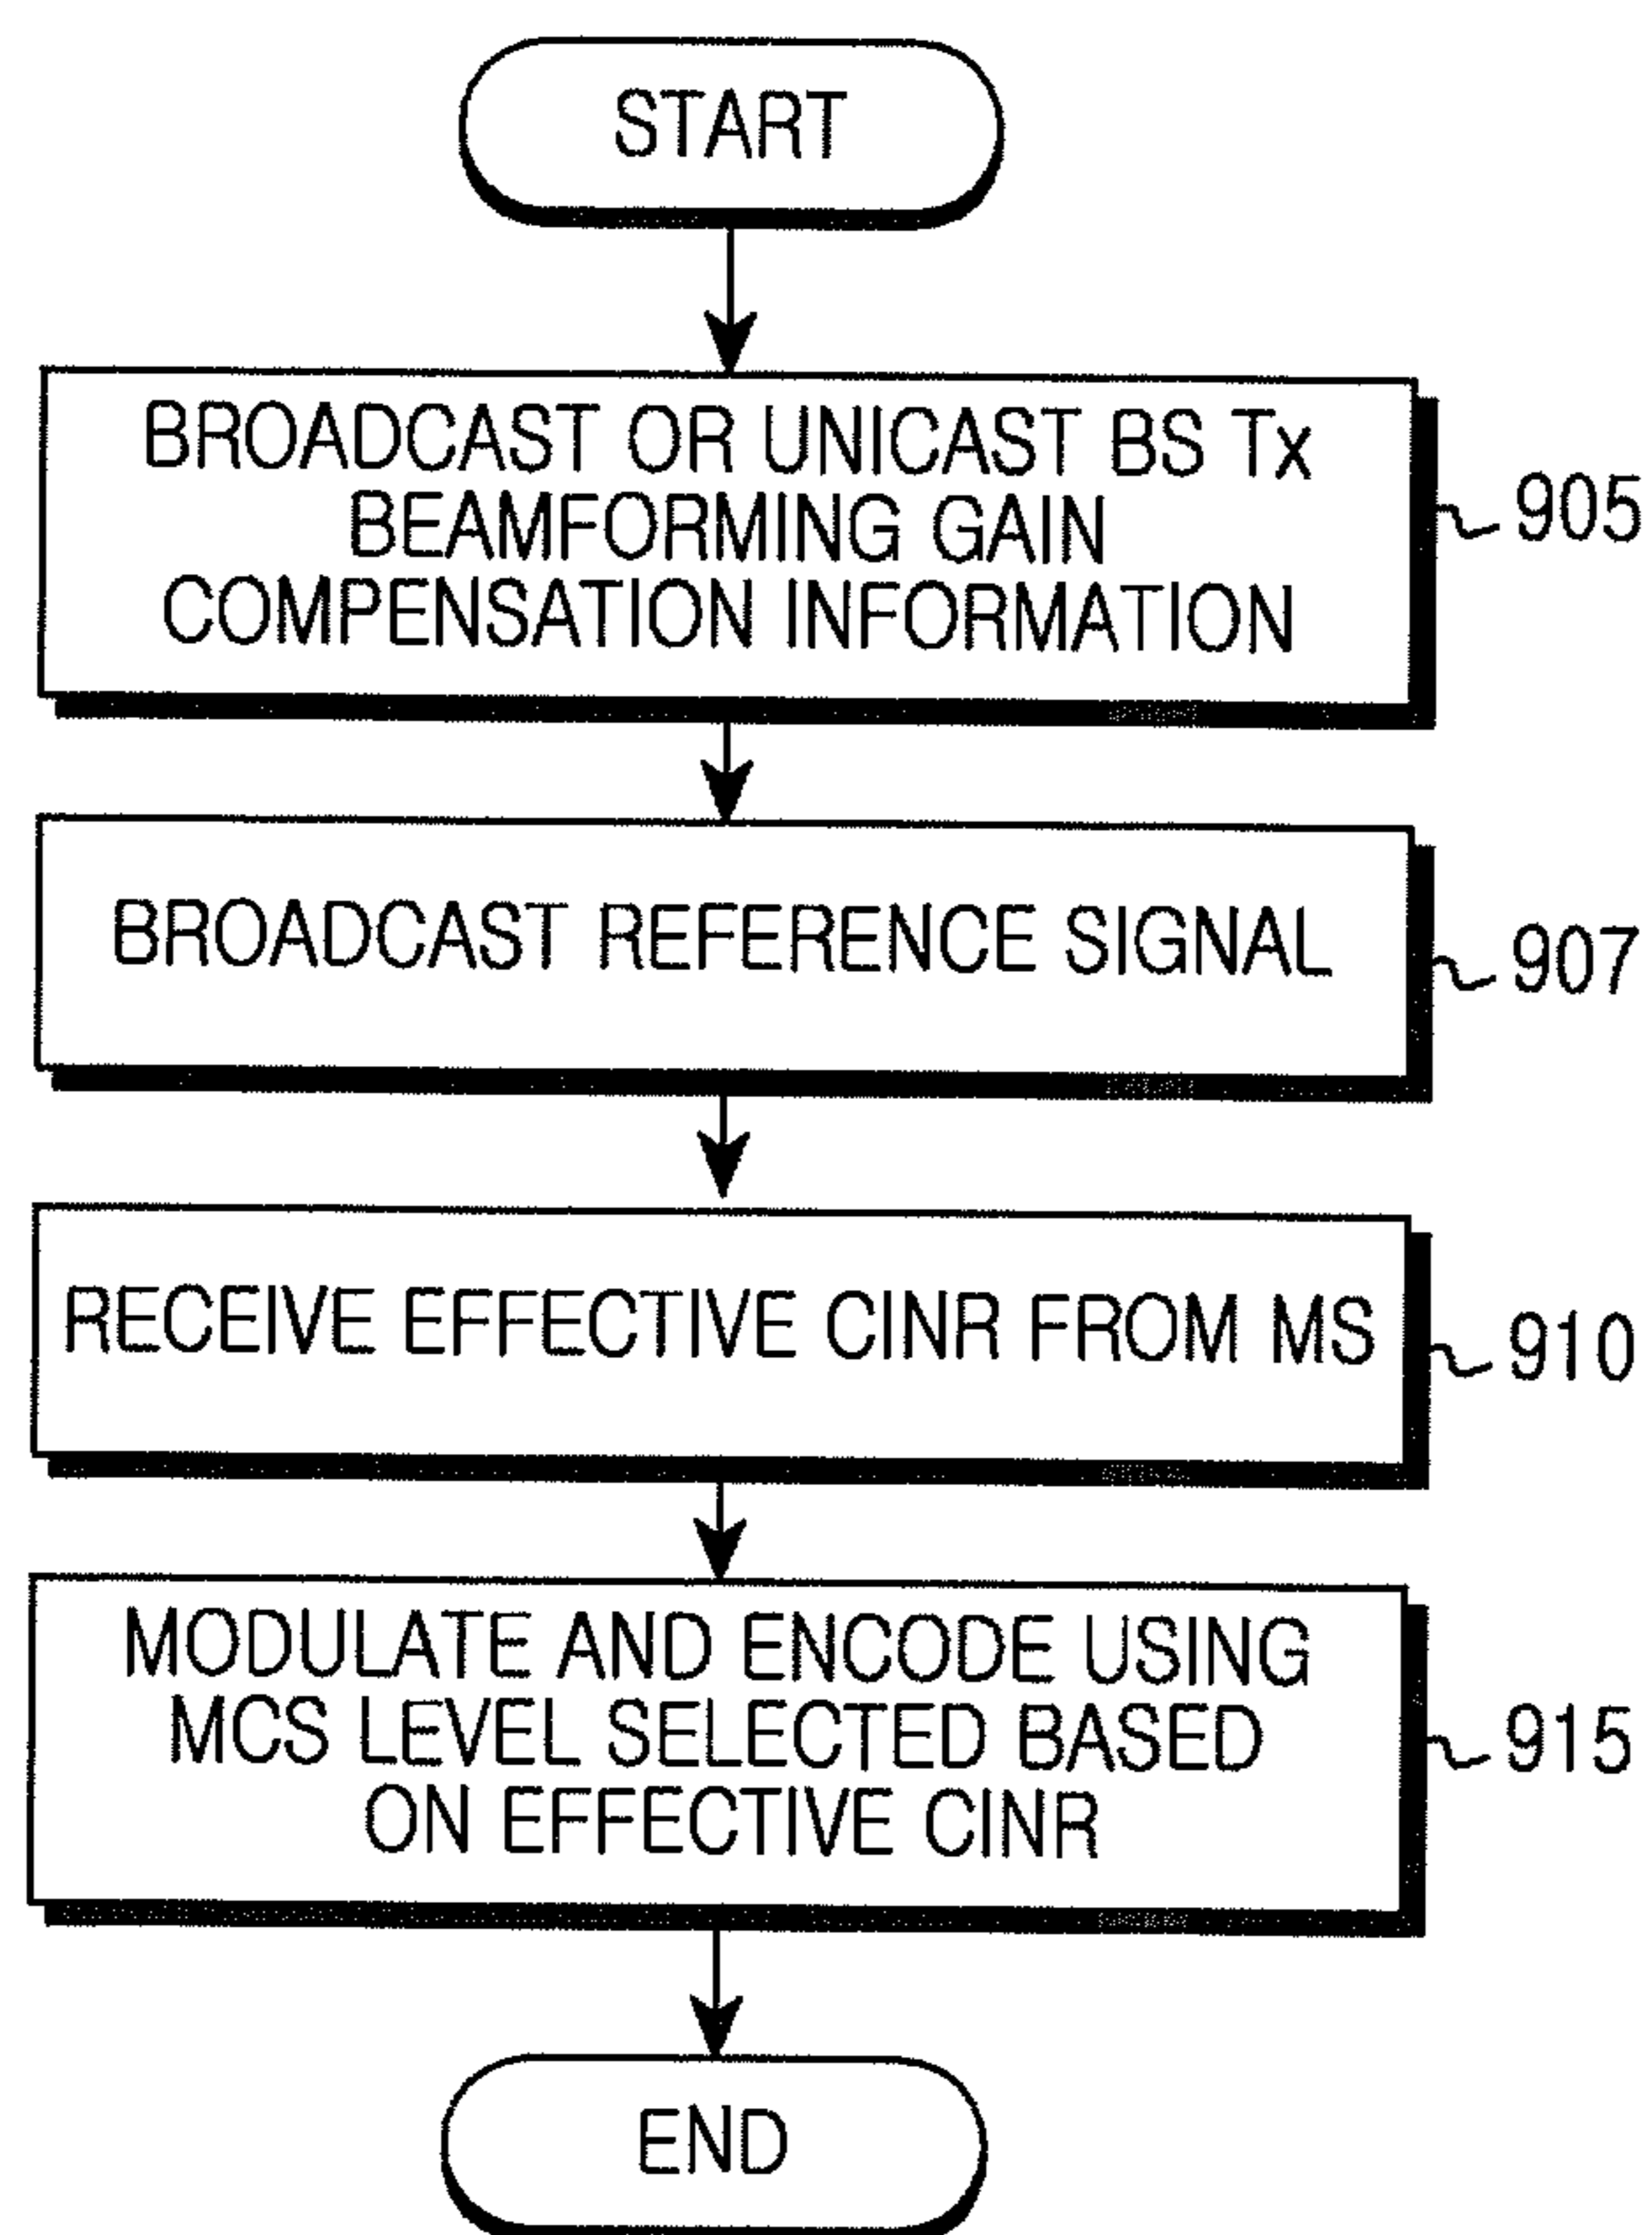 START
BROADCAST OR UNICAST BS Tx
BEAMFORMING GAIN
COMPENSATION INFORMATION
905
BROADCAST REFERENCE SIGNAL
907
RECEIVE EFFECTIVE CINR FROM MS
910
MODULATE AND ENCODE USING
MCS LEVEL SELECTED BASED
ON EFFECTIVE CINR
915
END